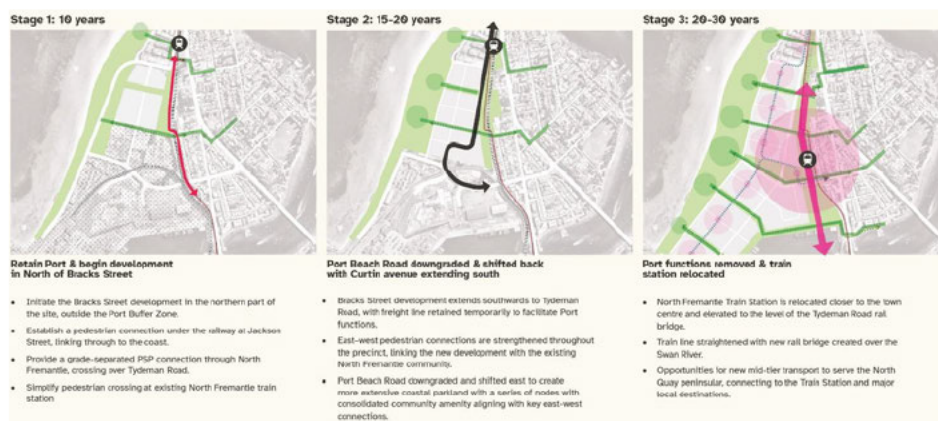 Stage 1: 10 years
Retain Port & begin development
in North of Bracks Street
Initiate the Bracks Street development in the northern part of
the site, outside the Port Buffer Zone.
Establish a pedestrian connection under the railway at Jackson
Street, linking through to the coast.
Provide a grade-separated PSP connection through North
Fremantle, crossing over Tydeman Road.
Simplify pedestrian crossing at existing North Fremantle train
station
Stage 2: 15-20 years
Port Beach Road downgraded & shifted back
with Curtin avenue extending south
Bracks Street development extends southwards to Tydeman
Road, with freight line retained temporarily to facilitate Port
functions.
East-west pedestrian connections are strengthened throughout
the precinct, linking the new development with the existing
North Fremantle community.
Port Beach Road downgraded and shifted east to create
more extensive coastal parkland with a series of nodes with
consolidated community amenity aligning with key east-west
connections.
Stage 3: 20-30 years
Port functions removed & train
station relocated
North Fremantle Train Station is relocated closer to the town
centre and elevated to the level of the Tydeman Road rail
bridge.
Train line straightened with new rail bridge created over the
Swan River.
Opportunities for new mid-tier transport to serve the North
Quay peninsular, connecting to the Train Station and major
local destinations.